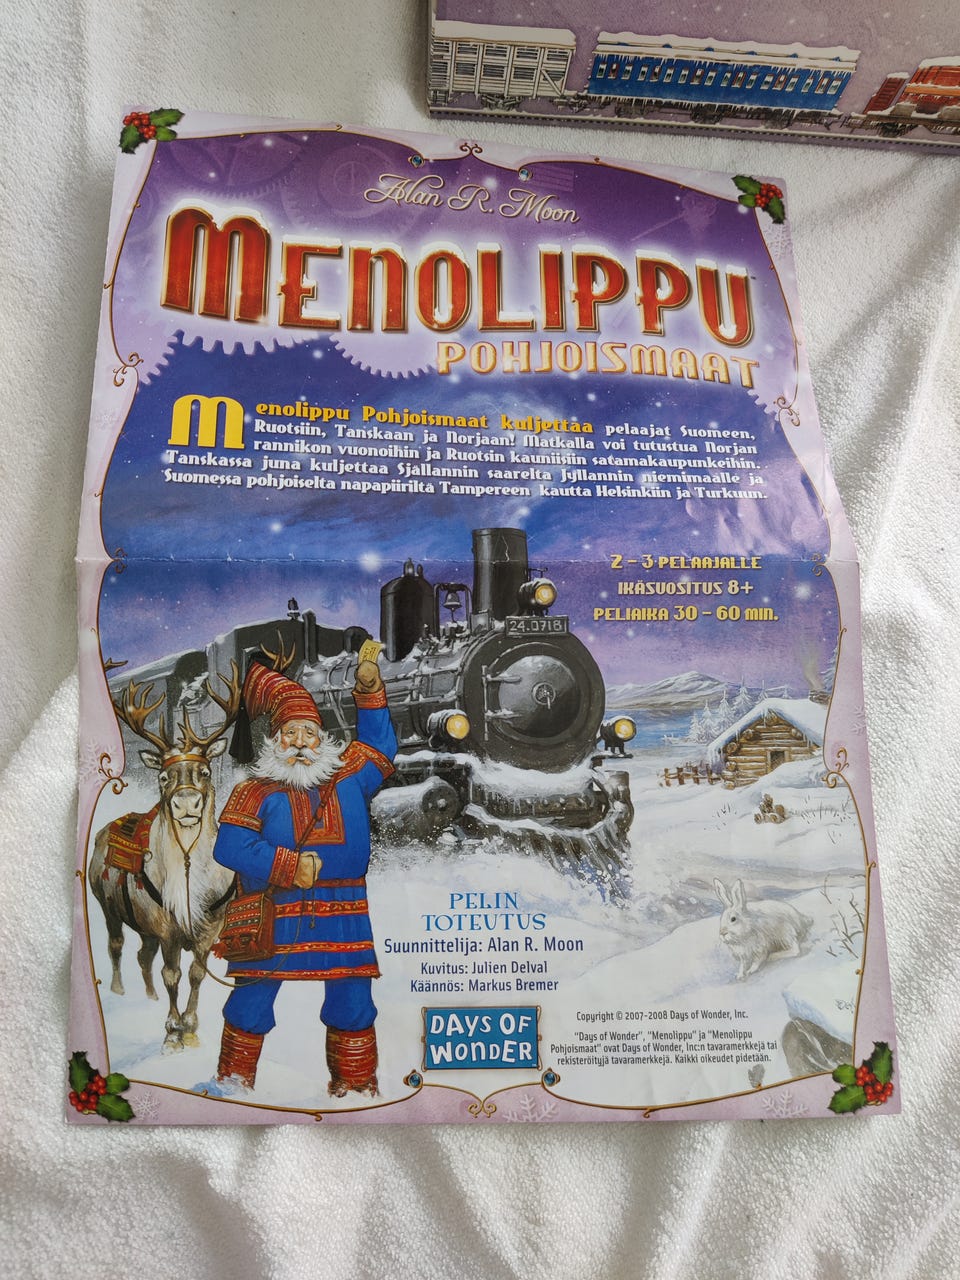 Alan R. Moon
MENOLIPPU
POHJOISMAAT
Menolippu Pohjoismaat kuljettaa pelaajat Suomeen,
Ruotsiin, Tanskaan ja Norjaan! Matkalla voi tutustua Norjan
rannikon vuonoihin ja Ruotsin kauniisiin satamakaupunkeihin.
Tanskassa juna kuljettaa Själlannin saarelta Jyllannin niemimaalle ja
Suomessa pohjoiselta napapiiriltä Tampereen kautta Helsinkiin ja Turkuun.
2 – 3 PELAAJALLE
IKÄSUOSITUS 8+
PELIAIKA 30 – 60 MIN.
24.0718
PELIN
TOTEUTUS
Suunnittelija: Alan R. Moon
Kuvitus: Julien Delval
Käännös: Markus Bremer
DAYS OF
WONDER
Copyright © 2007-2008 Days of Wonder, Inc.
"Days of Wonder", "Menolippu" ja "Menolippu
Pohjoismaat" ovat Days of Wonder, Inc:n tavaramerkkejä tai
rekisteröityjä tavaramerkkejä. Kaikki oikeudet pidetään.